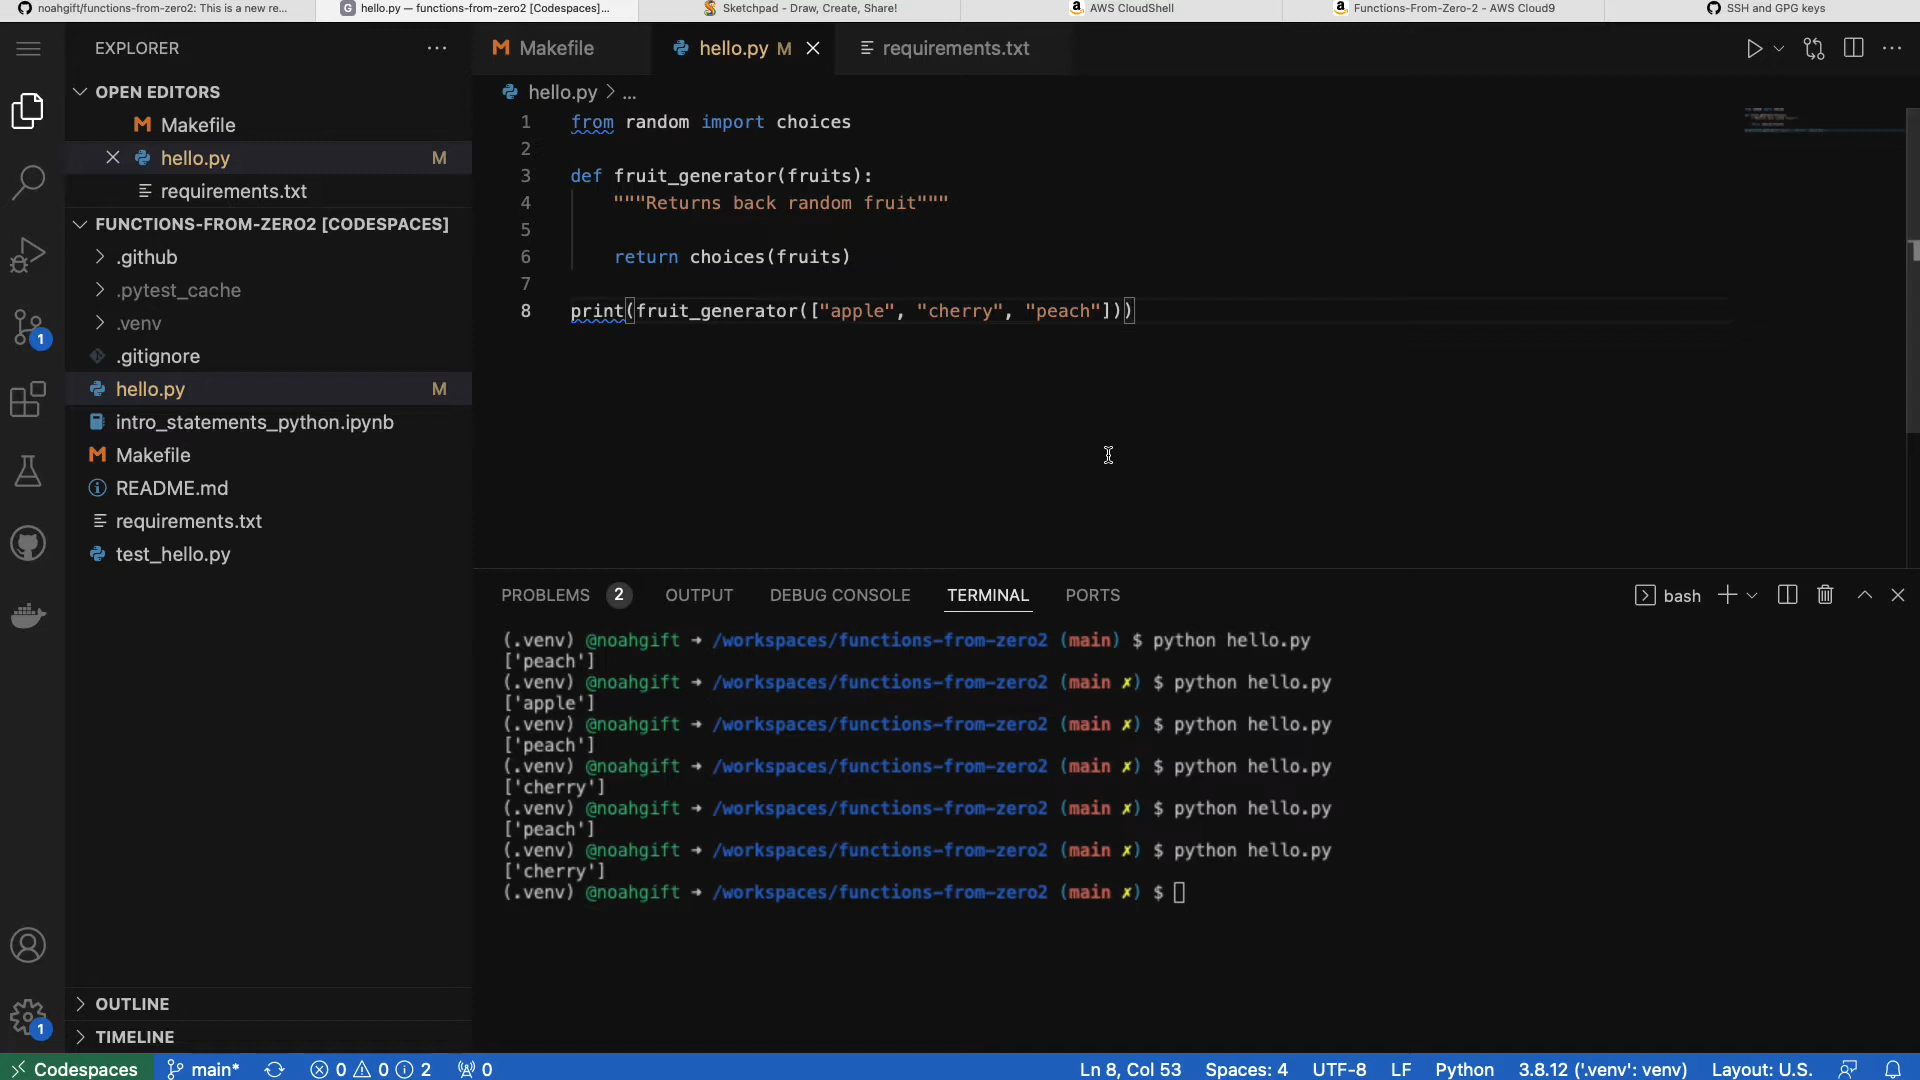 noahgift/functions-from-zero2: This is a new re...
hello.py — functions-from-zero2 [Codespaces]...
Sketchpad - Draw, Create, Share!
AWS CloudShell
Functions-From-Zero-2 - AWS Cloud9
SSH and GPG keys
EXPLORER
Makefile
hello.py M
requirements.txt
OPEN EDITORS
Makefile
hello.py M
requirements.txt
FUNCTIONS-FROM-ZERO2 [CODESPACES]
.github
.pytest_cache
.venv
.gitignore
hello.py M
intro_statements_python.ipynb
Makefile
README.md
requirements.txt
test_hello.py
OUTLINE
TIMELINE
1
1
hello.py > ...
1 from random import choices
2
3 def fruit_generator(fruits):
4 """Returns back random fruit"""
5
6 return choices(fruits)
7
8 print(fruit_generator(["apple", "cherry", "peach"]))
PROBLEMS 2 OUTPUT DEBUG CONSOLE TERMINAL PORTS
bash
(.venv) @noahgift ➜ /workspaces/functions-from-zero2 (main) $ python hello.py
['peach']
(.venv) @noahgift ➜ /workspaces/functions-from-zero2 (main ✗) $ python hello.py
['apple']
(.venv) @noahgift ➜ /workspaces/functions-from-zero2 (main ✗) $ python hello.py
['peach']
(.venv) @noahgift ➜ /workspaces/functions-from-zero2 (main ✗) $ python hello.py
['cherry']
(.venv) @noahgift ➜ /workspaces/functions-from-zero2 (main ✗) $ python hello.py
['peach']
(.venv) @noahgift ➜ /workspaces/functions-from-zero2 (main ✗) $ python hello.py
['cherry']
(.venv) @noahgift ➜ /workspaces/functions-from-zero2 (main ✗) $
Codespaces main* 0 0 2 0 Ln 8, Col 53 Spaces: 4 UTF-8 LF Python 3.8.12 ('.venv': venv) Layout: U.S.